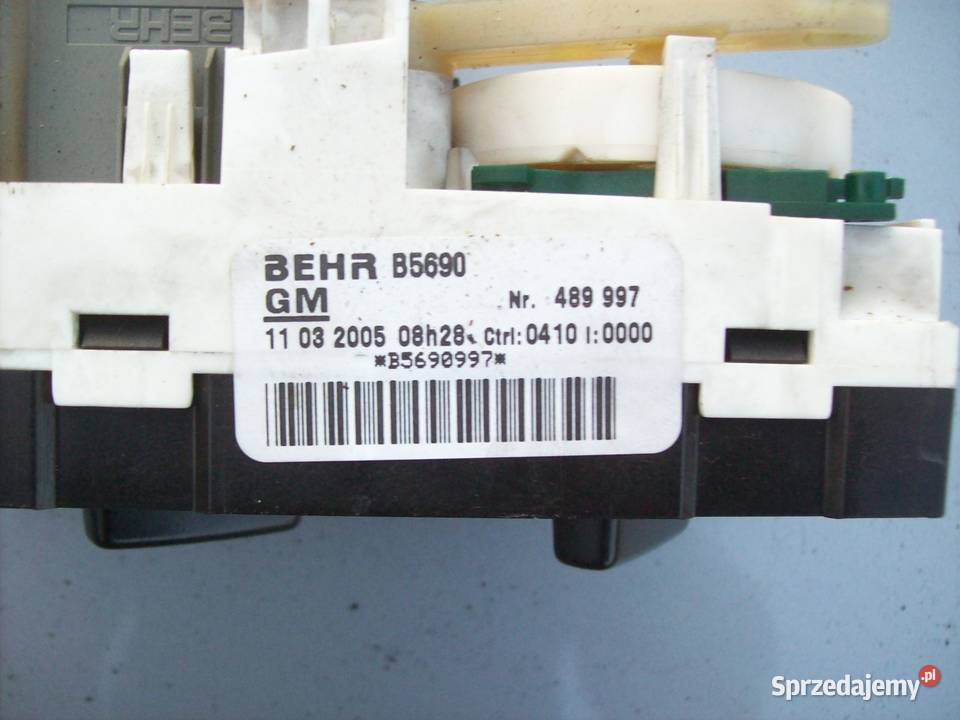 BEHR
BEHR B5690
GM Nr. 489 997
11 03 2005 08h28 Ctrl:0410 I:0000
*B5690997*
Sprzedajemy.pl